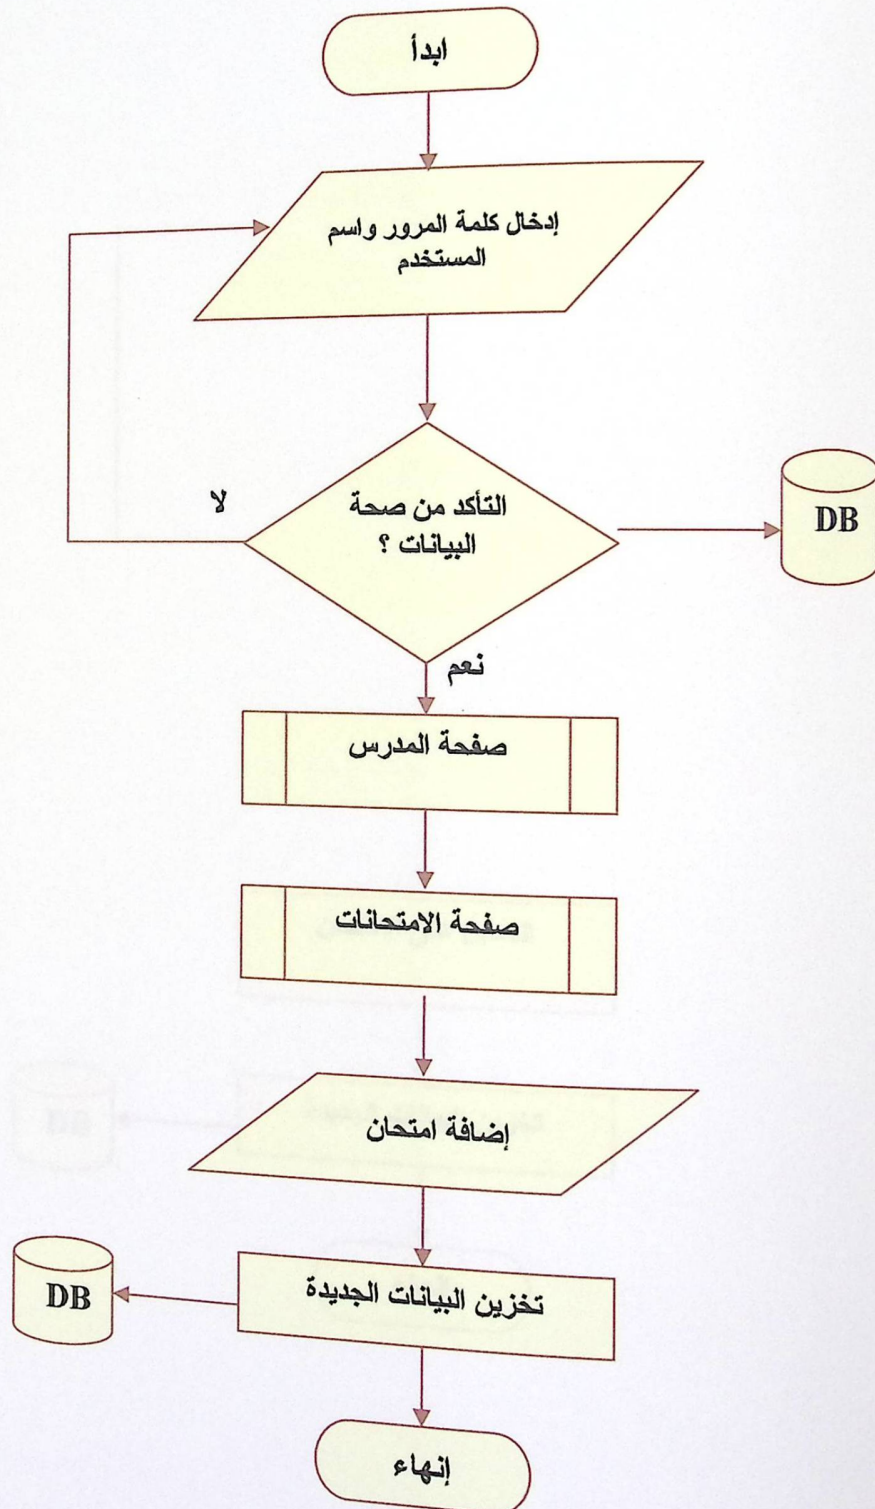 ابدأ
إدخال كلمة المرور واسم
المستخدم
التأكد من صحة
البيانات ؟
لا
DB
نعم
صفحة المدرس
صفحة الامتحانات
إضافة امتحان
تخزين البيانات الجديدة
DB
إنهاء